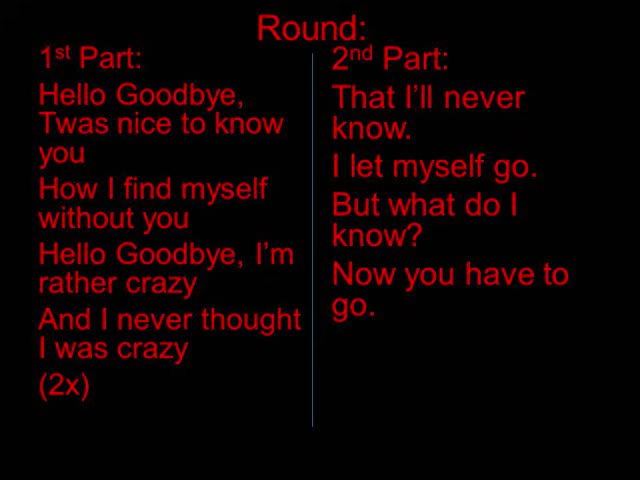 Round:
1st Part:
Hello Goodbye,
Twas nice to know
you
How I find myself
without you
Hello Goodbye, I'm
rather crazy
And I never thought
I was crazy
(2x)
2nd Part:
That I'll never
know.
I let myself go.
But what do I
know?
Now you have to
go.